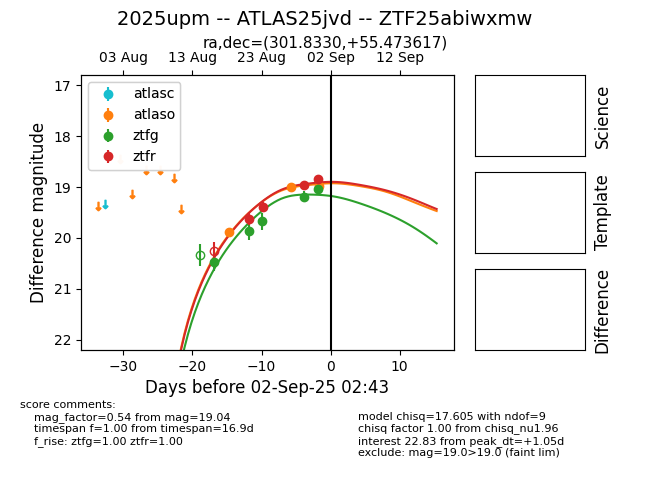 2025upm -- ATLAS25jvd -- ZTF25abiwxmw
ra,dec=(301.8330,+55.473617)
03 Aug 13 Aug 23 Aug 02 Sep 12 Sep
17
18
19
20
21
22
Difference magnitude
atlasc
atlaso
ztfg
ztfr
−30 −20 −10 0 10
Days before 02-Sep-25 02:43
Science
Template
Difference
score comments:
mag_factor=0.54 from mag=19.04
timespan f=1.00 from timespan=16.9d
f_rise: ztfg=1.00 ztfr=1.00
model chisq=17.605 with ndof=9
chisq factor 1.00 from chisq_nu1.96
interest 22.83 from peak_dt=+1.05d
exclude: mag=19.0>19.0 (faint lim)